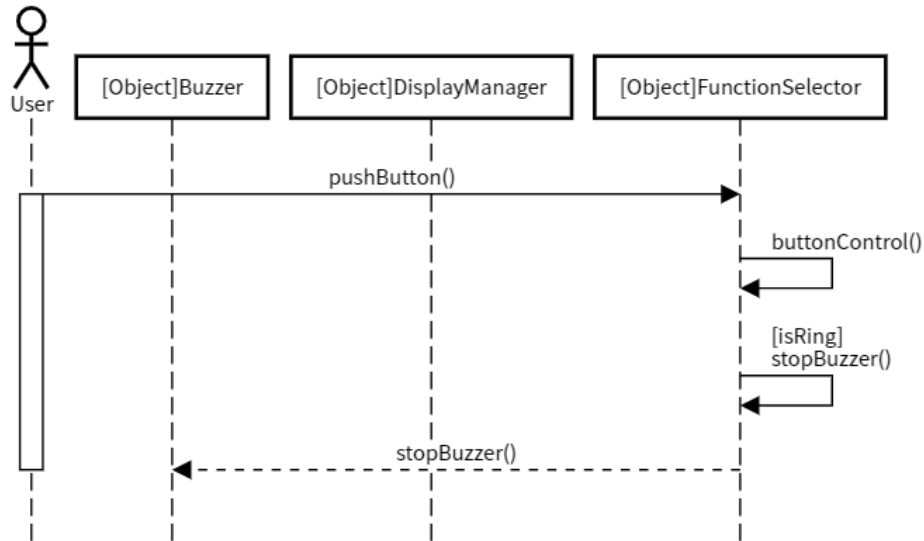 User
[Object]Buzzer
[Object]DisplayManager
[Object]FunctionSelector
pushButton()
buttonControl()
[isRing]
stopBuzzer()
stopBuzzer()